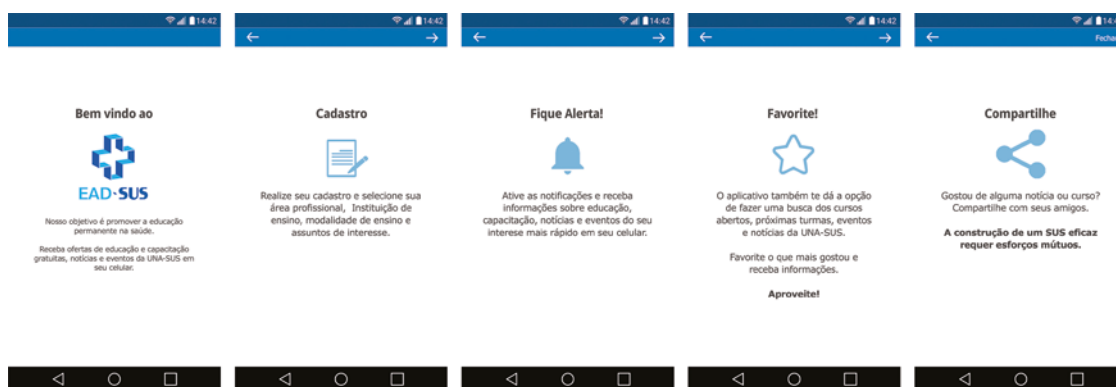 14:42
Bem vindo ao
EAD-SUS
Nosso objetivo é promover a educação
permanente na saúde.
Receba ofertas de educação e capacitação
gratuitas, notícias e eventos da UNA-SUS em
seu celular.
14:42
Cadastro
Realize seu cadastro e selecione sua
área profissional, Instituição de
ensino, modalidade de ensino e
assuntos de interesse.
14:42
Fique Alerta!
Ative as notificações e receba
informações sobre educação,
capacitação, notícias e eventos do seu
interese mais rápido em seu celular.
14:42
Favorite!
O aplicativo também te dá a opção
de fazer uma busca dos cursos
abertos, próximas turmas, eventos
e notícias da UNA-SUS.
Favorite o que mais gostou e
receba informações.
Aproveite!
14:4
Fechar
Compartilhe
Gostou de alguma notícia ou curso?
Compartilhe com seus amigos.
A construção de um SUS eficaz
requer esforços mútuos.